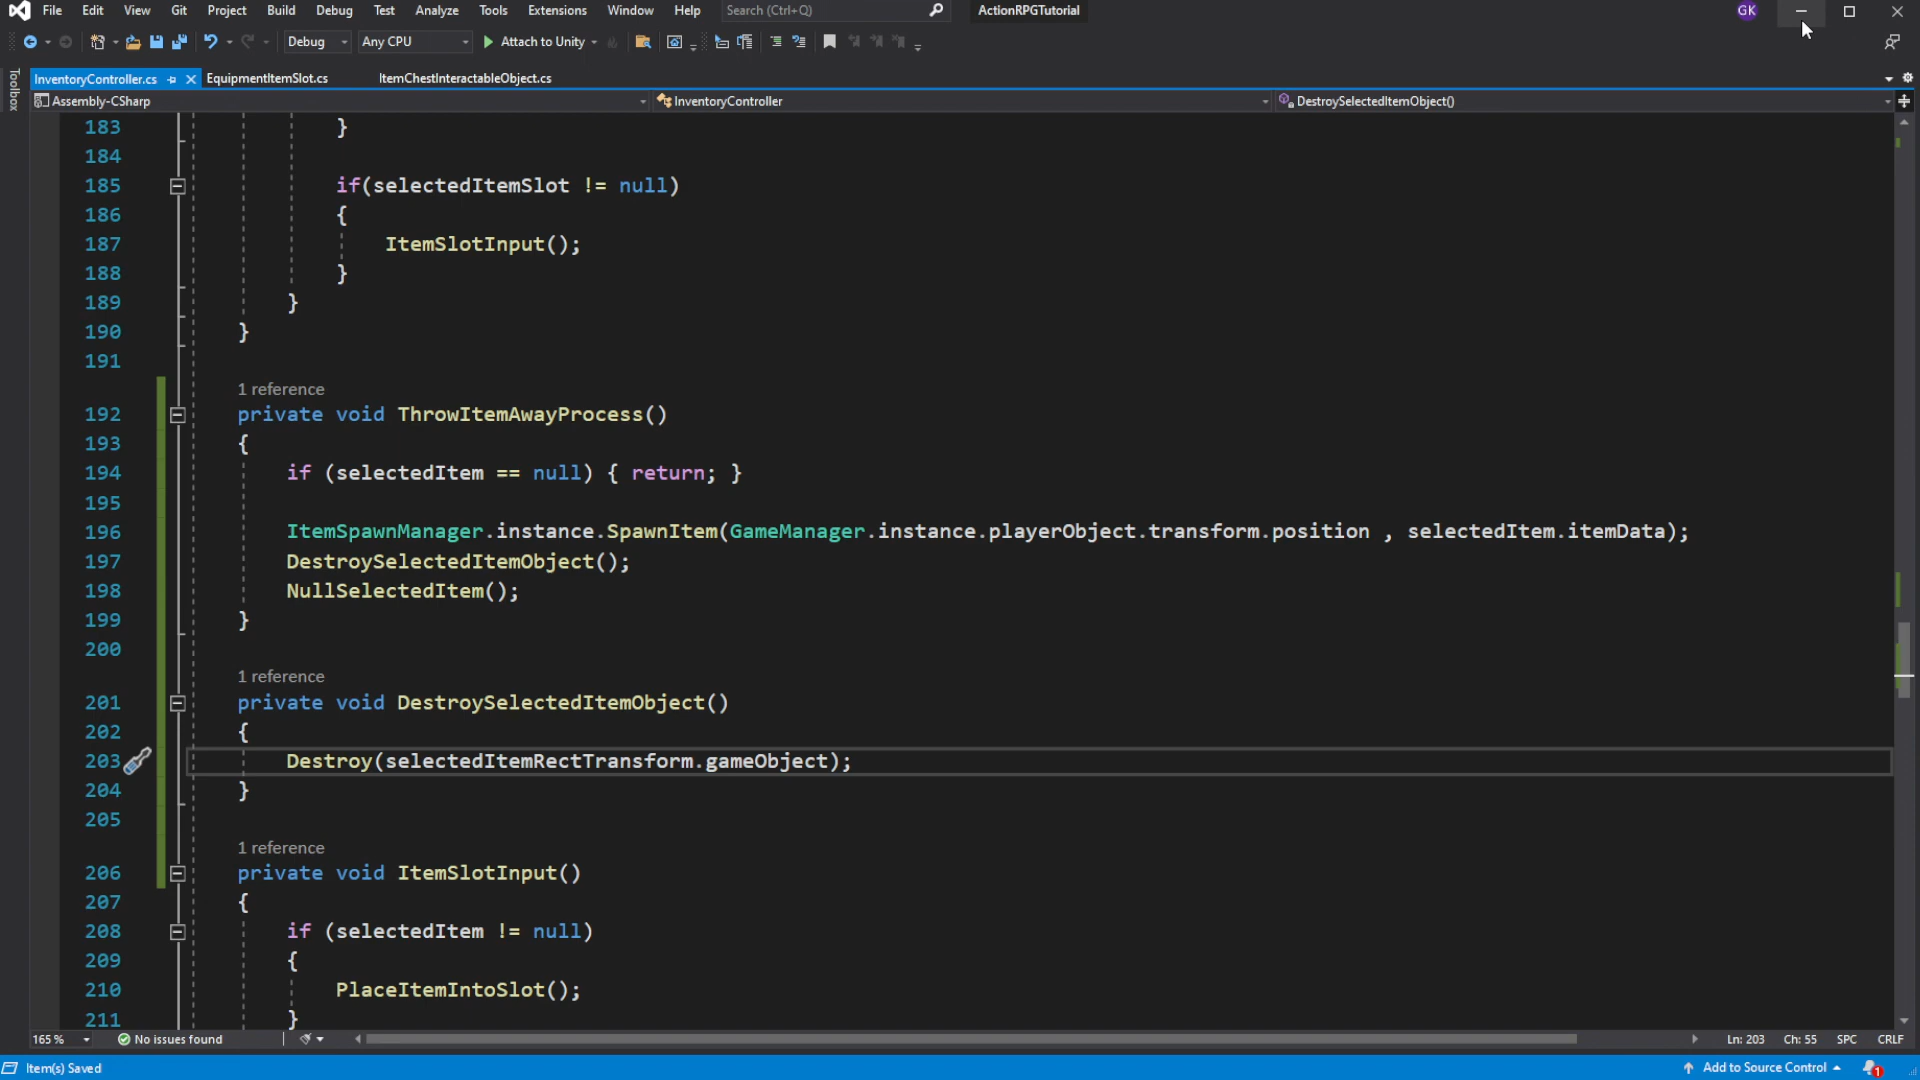 File Edit View Git Project Build Debug Test Analyze Tools Extensions Window Help Search (Ctrl+Q) ActionRPGTutorial GK
Debug Any CPU Attach to Unity
Toolbox
InventoryController.cs EquipmentItemSlot.cs ItemChestInteractableObject.cs
Assembly-CSharp InventoryController DestroySelectedItemObject()
183 }
184
185 if(selectedItemSlot != null)
186 {
187 ItemSlotInput();
188 }
189 }
190 }
191
1 reference
192 private void ThrowItemAwayProcess()
193 {
194 if (selectedItem == null) { return; }
195
196 ItemSpawnManager.instance.SpawnItem(GameManager.instance.playerObject.transform.position , selectedItem.itemData);
197 DestroySelectedItemObject();
198 NullSelectedItem();
199 }
200
1 reference
201 private void DestroySelectedItemObject()
202 {
203 Destroy(selectedItemRectTransform.gameObject);
204 }
205
1 reference
206 private void ItemSlotInput()
207 {
208 if (selectedItem != null)
209 {
210 PlaceItemIntoSlot();
211 }
165 % No issues found Ln: 203 Ch: 55 SPC CRLF
Item(s) Saved Add to Source Control 1